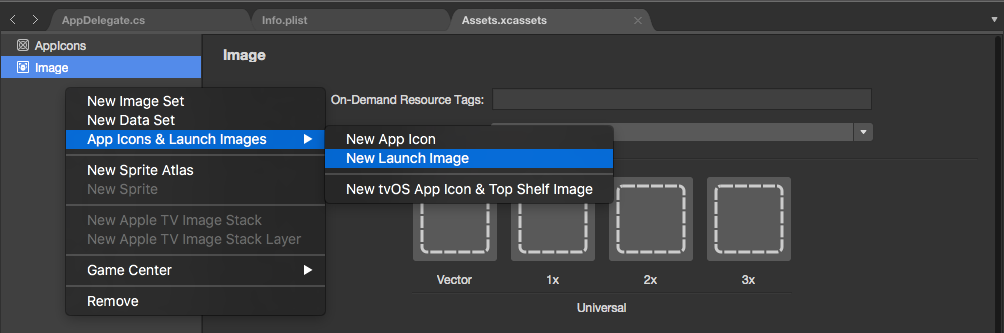 AppDelegate.cs Info.plist Assets.xcassets
AppIcons
Image
Image
On-Demand Resource Tags:
New Image Set
New Data Set
App Icons & Launch Images
New Sprite Atlas
New Sprite
New Apple TV Image Stack
New Apple TV Image Stack Layer
Game Center
Remove
New App Icon
New Launch Image
New tvOS App Icon & Top Shelf Image
Vector 1x 2x 3x
Universal